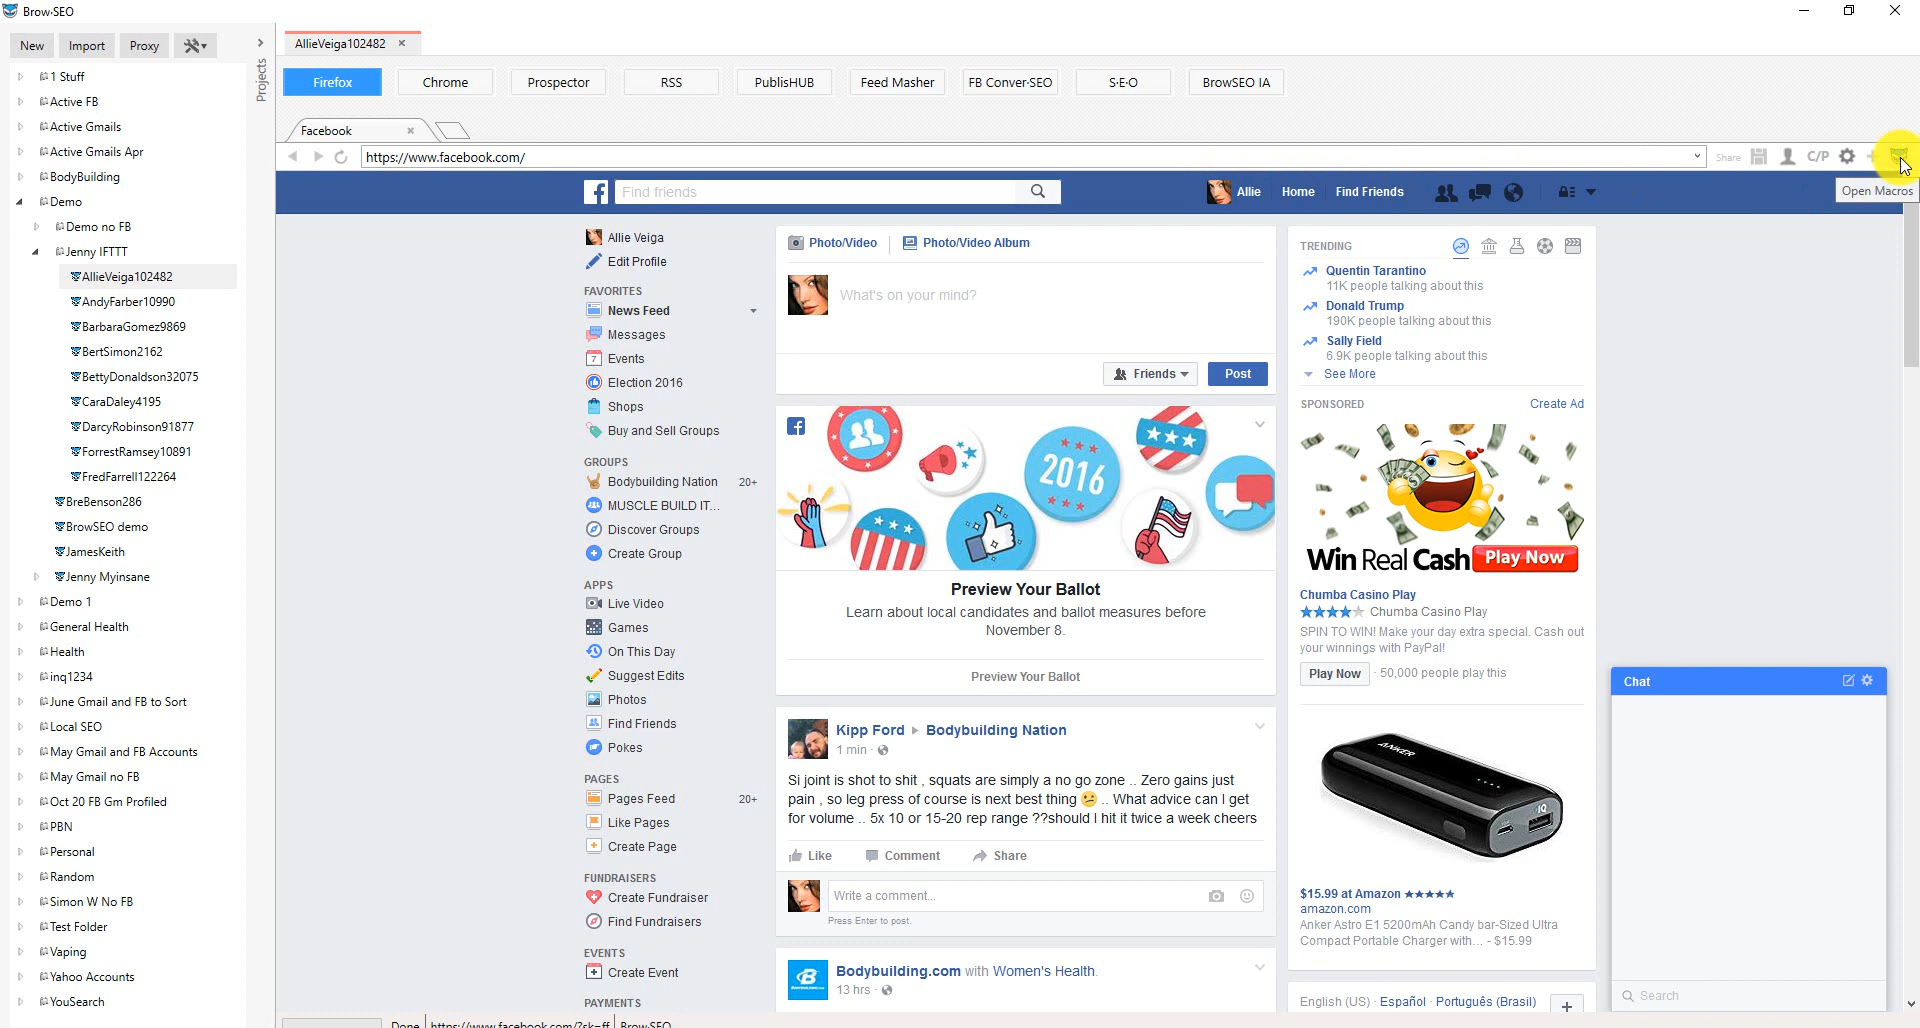 Brow·SEO
New
Import
Proxy
Projects
1 Stuff
Active FB
Active Gmails
Active Gmails Apr
BodyBuilding
Demo
Demo no FB
Jenny IFTTT
AllieVeiga102482
AndyFarber10990
BarbaraGomez9869
BertSimon2162
BettyDonaldson32075
CaraDaley4195
DarcyRobinson91877
ForrestRamsey10891
FredFarrell122264
BreBenson286
BrowSEO demo
JamesKeith
Jenny Myinsane
Demo 1
General Health
Health
inq1234
June Gmail and FB to Sort
Local SEO
May Gmail and FB Accounts
May Gmail no FB
Oct 20 FB Gm Profiled
PBN
Personal
Random
Simon W No FB
Test Folder
Vaping
Yahoo Accounts
YouSearch
AllieVeiga102482
Firefox
Chrome
Prospector
RSS
PublisHUB
Feed Masher
FB Conver·SEO
S·E·O
BrowSEO IA
Facebook
https://www.facebook.com/
Share
C/P
Open Macros
Find friends
Allie
Home
Find Friends
Allie Veiga
Edit Profile
FAVORITES
News Feed
Messages
7 Events
Election 2016
Shops
Buy and Sell Groups
GROUPS
Bodybuilding Nation 20+
MUSCLE BUILD IT...
Discover Groups
Create Group
APPS
Live Video
Games
On This Day
Suggest Edits
Photos
Find Friends
Pokes
PAGES
Pages Feed 20+
Like Pages
Create Page
FUNDRAISERS
Create Fundraiser
Find Fundraisers
EVENTS
Create Event
PAYMENTS
Photo/Video
Photo/Video Album
What's on your mind?
Friends
Post
2016
Preview Your Ballot
Learn about local candidates and ballot measures before
November 8.
Preview Your Ballot
Kipp Ford ▸ Bodybuilding Nation
1 min ·
Si joint is shot to shit , squats are simply a no go zone .. Zero gains just
pain , so leg press of course is next best thing 😕 .. What advice can I get
for volume .. 5x 10 or 15-20 rep range ??should I hit it twice a week cheers
Like
Comment
Share
Write a comment...
Press Enter to post.
Bodybuilding.com with Women's Health.
13 hrs ·
TRENDING
Quentin Tarantino
11K people talking about this
Donald Trump
190K people talking about this
Sally Field
6.9K people talking about this
See More
SPONSORED
Create Ad
Win Real Cash Play Now
Chumba Casino Play
★★★★★ Chumba Casino Play
SPIN TO WIN! Make your day extra special. Cash out
your winnings with PayPal!
Play Now · 50,000 people play this
ANKER
IQ
$15.99 at Amazon ★★★★★
amazon.com
Anker Astro E1 5200mAh Candy bar-Sized Ultra
Compact Portable Charger with... - $15.99
English (US) · Español · Português (Brasil)
Chat
Search
Done
https://www.facebook.com/?sk=ff
Brow·SEO